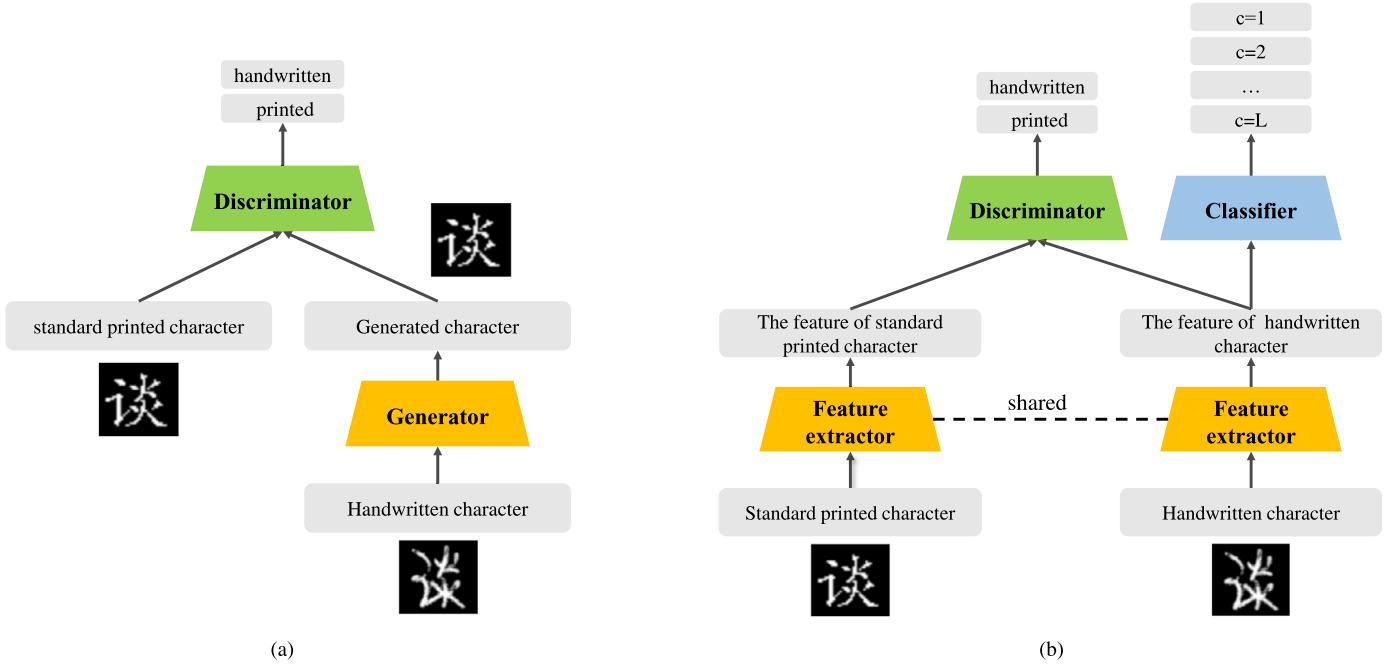 handwritten
printed
Discriminator
谈
standard printed character
Generated character
谈
Generator
Handwritten character
谈
(a)
c=1
c=2
…
c=L
handwritten
printed
Discriminator
Classifier
The feature of standard
printed character
The feature of handwritten
character
shared
Feature
extractor
Feature
extractor
Standard printed character
Handwritten character
谈
谈
(b)